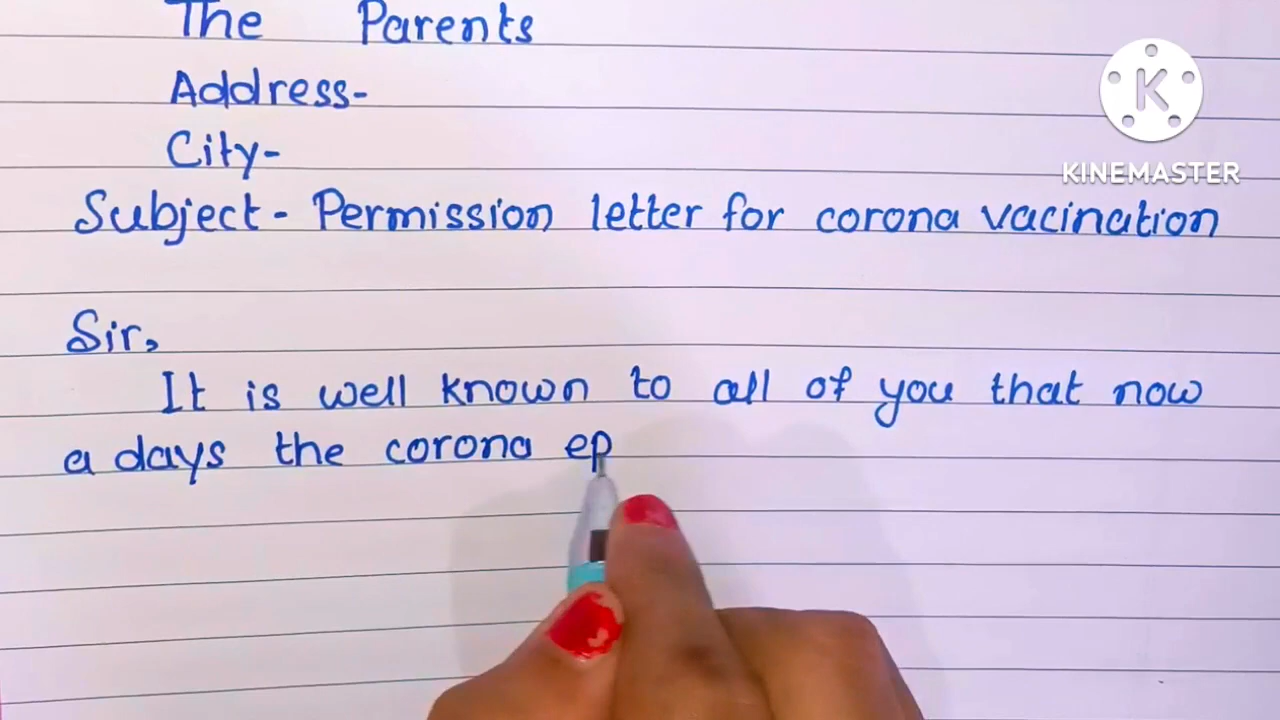 The Parents
Address-
City-
Subject- Permission letter for corona vacination
Sir,
It is well known to all of you that now
a days the corona ep
K
KINEMASTER